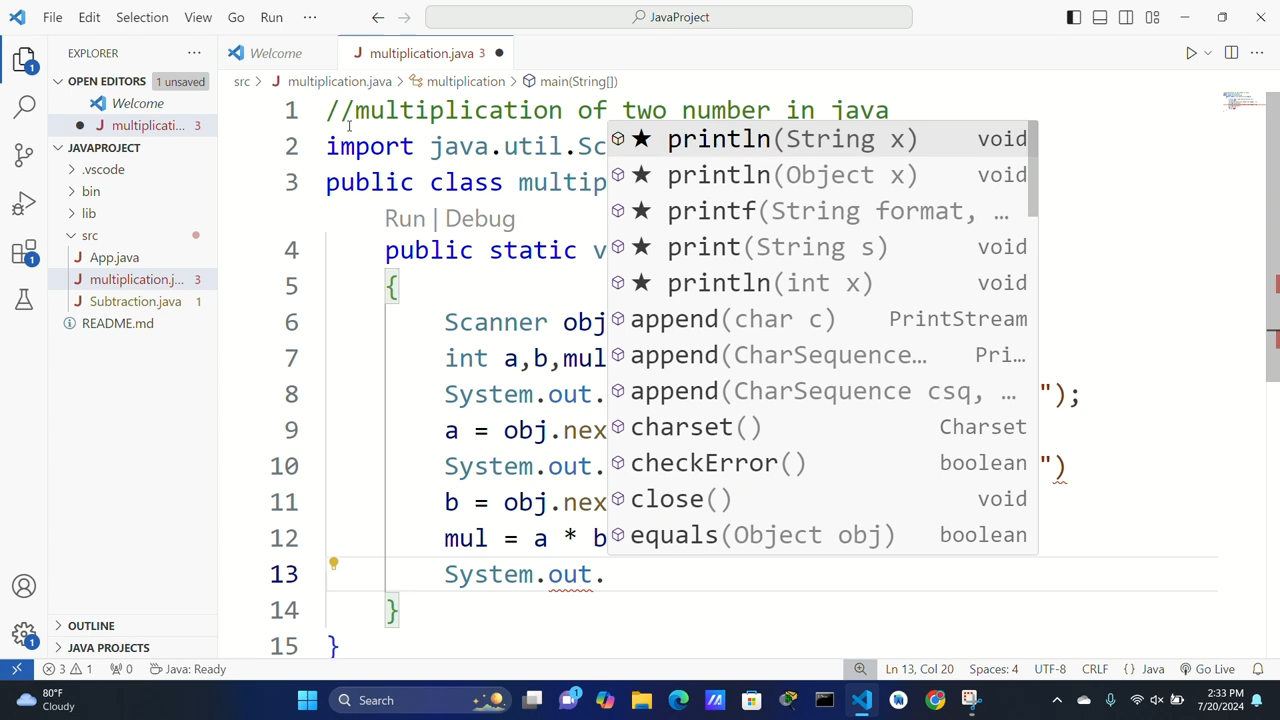 File Edit Selection View Go Run ···
JavaProject
EXPLORER ···
OPEN EDITORS 1 unsaved
Welcome
multiplicati... 3
JAVAPROJECT
.vscode
bin
lib
src
App.java
multiplication.j... 3
Subtraction.java 1
README.md
OUTLINE
JAVA PROJECTS
Welcome
multiplication.java 3
src > multiplication.java > multiplication > main(String[])
1 //multiplication of two number in java
2 import java.util.Sc
3 public class multip
Run | Debug
4 public static v
5 {
6 Scanner obj
7 int a,b,mul
8 System.out. ");
9 a = obj.nex
10 System.out. ")
11 b = obj.nex
12 mul = a * b
13 System.out.
14 }
15 }
println(String x) void
println(Object x) void
printf(String format, …
print(String s) void
println(int x) void
append(char c) PrintStream
append(CharSequence… Pri…
append(CharSequence csq, …
charset() Charset
checkError() boolean
close() void
equals(Object obj) boolean
1
1
1
3 1 0 Java: Ready
Ln 13, Col 20 Spaces: 4 UTF-8 CRLF {} Java Go Live
80°F
Cloudy
Search
1
2:33 PM
7/20/2024